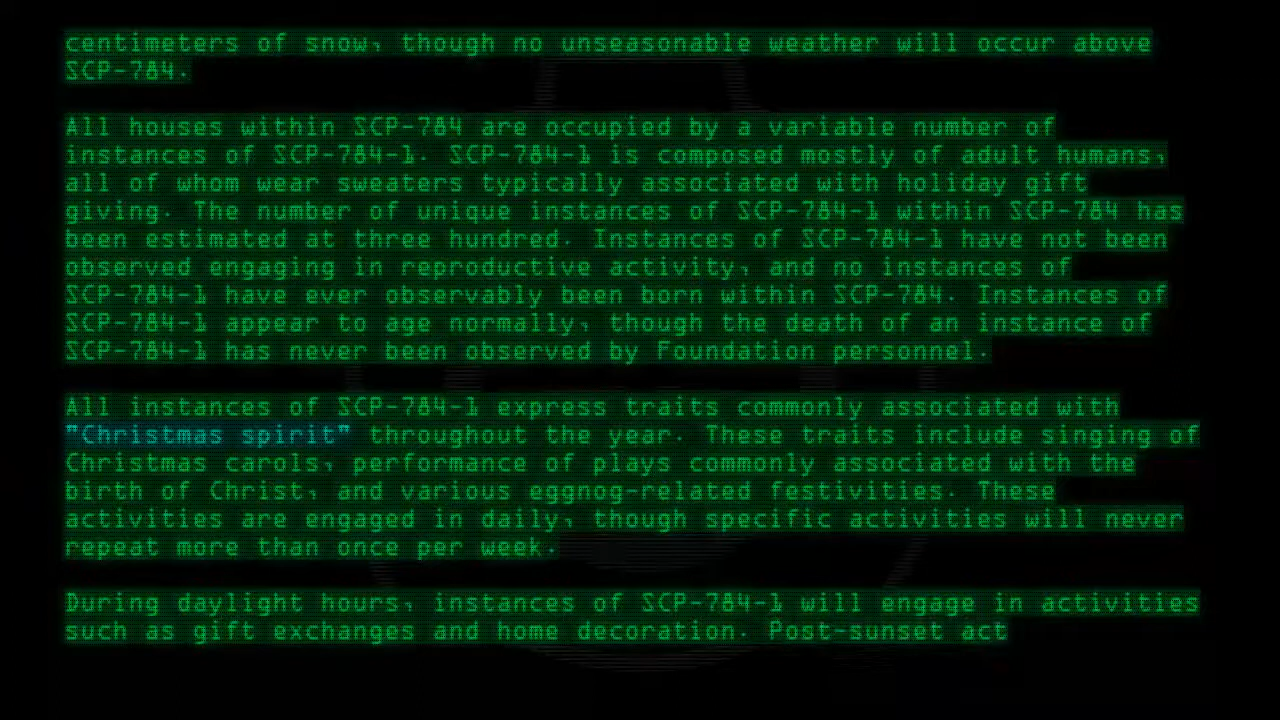 centimeters of snow, though no unseasonable weather will occur above
SCP-784.
All houses within SCP-784 are occupied by a variable number of
instances of SCP-784-1. SCP-784-1 is composed mostly of adult humans,
all of whom wear sweaters typically associated with holiday gift
giving. The number of unique instances of SCP-784-1 within SCP-784 has
been estimated at three hundred. Instances of SCP-784-1 have not been
observed engaging in reproductive activity, and no instances of
SCP-784-1 have ever observably been born within SCP-784. Instances of
SCP-784-1 appear to age normally, though the death of an instance of
SCP-784-1 has never been observed by Foundation personnel.
All instances of SCP-784-1 express traits commonly associated with
"Christmas spirit" throughout the year. These traits include singing of
Christmas carols, performance of plays commonly associated with the
birth of Christ, and various eggnog-related festivities. These
activities are engaged in daily, though specific activities will never
repeat more than once per week.
During daylight hours, instances of SCP-784-1 will engage in activities
such as gift exchanges and home decoration. Post-sunset act